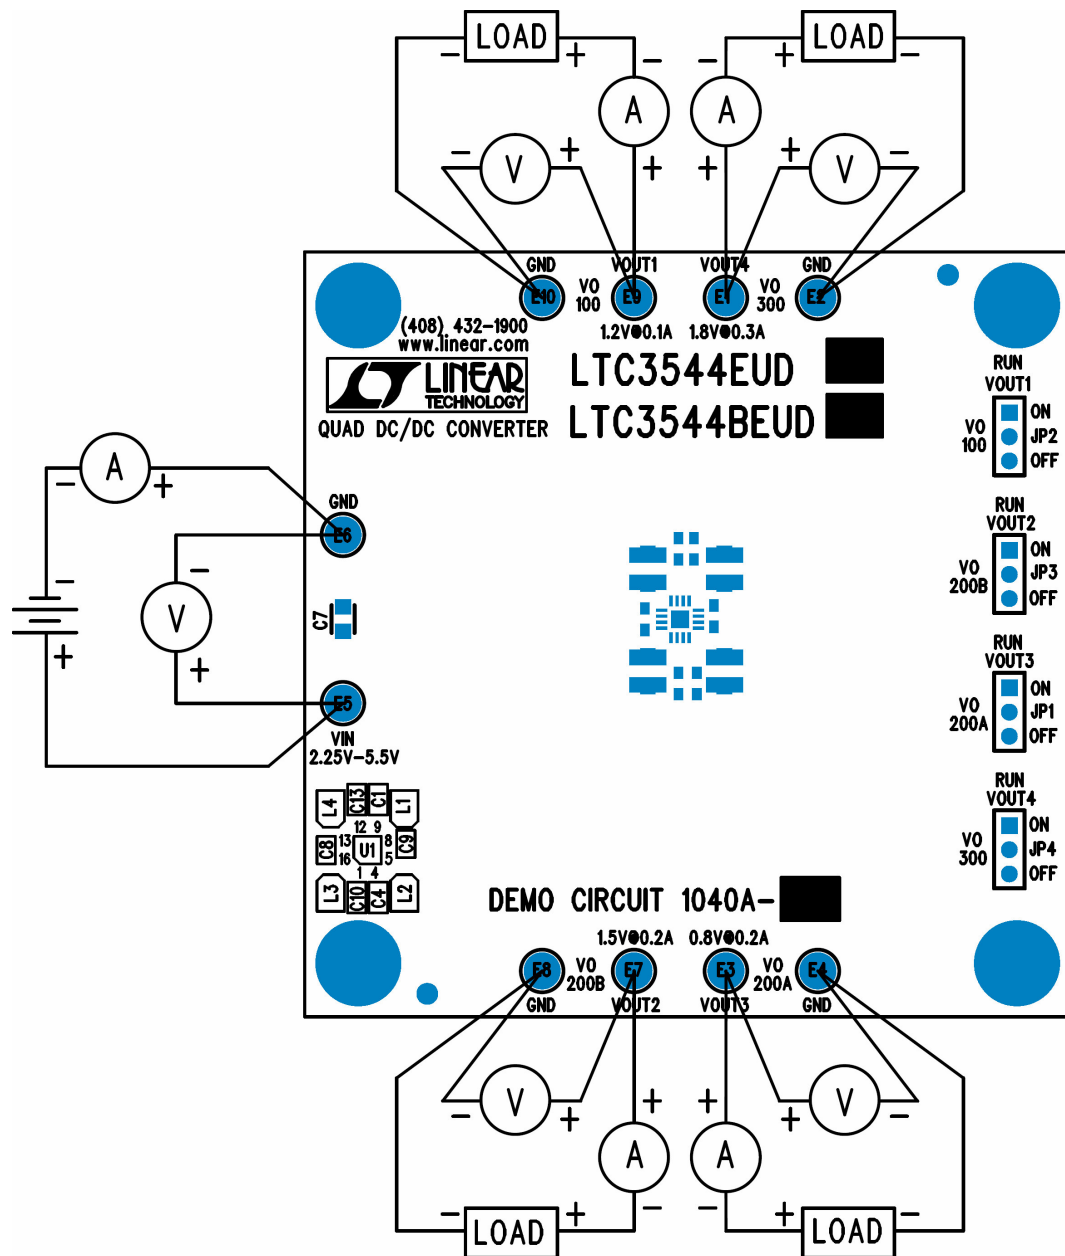 - LOAD +
- + LOAD -
- A +
- A +
- V +
+ V -
GND VOUT1 VOUT4 GND
E10 VO 100 E9 E1 VO 300 E2
1.2V@0.1A 1.8V@0.3A
(408) 432-1900
www.linear.com
LINEAR
TECHNOLOGY
QUAD DC/DC CONVERTER
LTC3544EUD
LTC3544BEUD
RUN
VOUT1
VO
100
ON
JP2
OFF
- A +
GND
E6
- +
- V +
C7
E5
VIN
2.25V-5.5V
RUN
VOUT2
VO
200B
ON
JP3
OFF
RUN
VOUT3
VO
200A
ON
JP1
OFF
RUN
VOUT4
VO
300
ON
JP4
OFF
L4 C13 C1 L1
12 9
C8 13 U1 8 C9
16 5
1 4
L3 C10 C4 L2
DEMO CIRCUIT 1040A-
1.5V@0.2A 0.8V@0.2A
E8 VO 200B E7 E3 VO 200A E4
GND VOUT2 VOUT3 GND
- V +
+ V -
+ A -
+ A -
- LOAD +
+ LOAD -